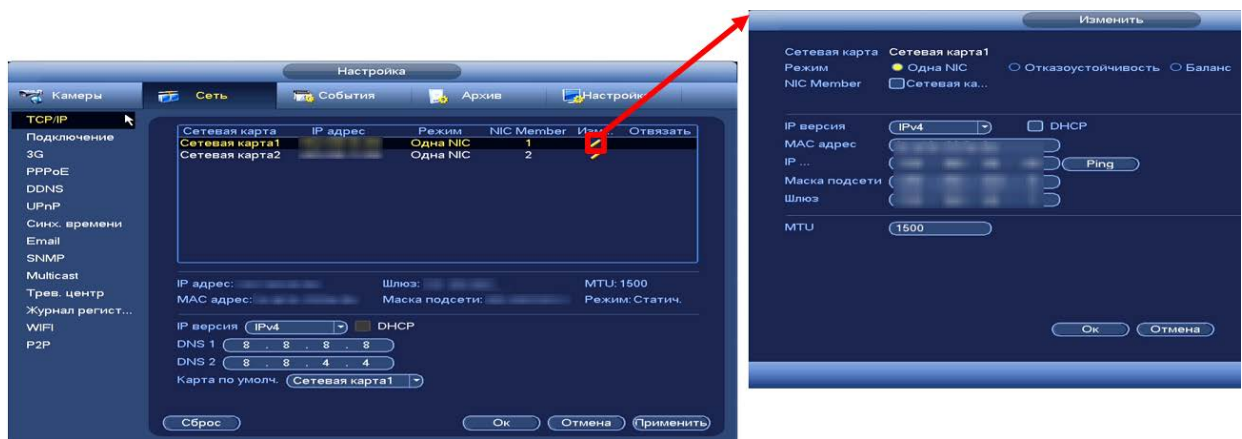 Настройка
Камеры Сеть События Архив Настройк
TCP/IP
Подключение
3G
PPPoE
DDNS
UPnP
Синх. времени
Email
SNMP
Multicast
Трев. центр
Журнал регист...
WIFI
P2P
Сетевая карта IP адрес Режим NIC Member Изм... Отвязать
Сетевая карта1 Одна NIC 1
Сетевая карта2 Одна NIC 2
IP адрес: Шлюз: MTU: 1500
MAC адрес: Маска подсети: Режим: Статич.
IP версия IPv4 DHCP
DNS 1 8 . 8 . 8 . 8
DNS 2 8 . 8 . 4 . 4
Карта по умолч. Сетевая карта1
Сброс Ок Отмена Применить
Изменить
Сетевая карта Сетевая карта1
Режим Одна NIC Отказоустойчивость Баланс
NIC Member Сетевая ка...
IP версия IPv4 DHCP
MAC адрес
IP ... Ping
Маска подсети
Шлюз
MTU 1500
Ок Отмена